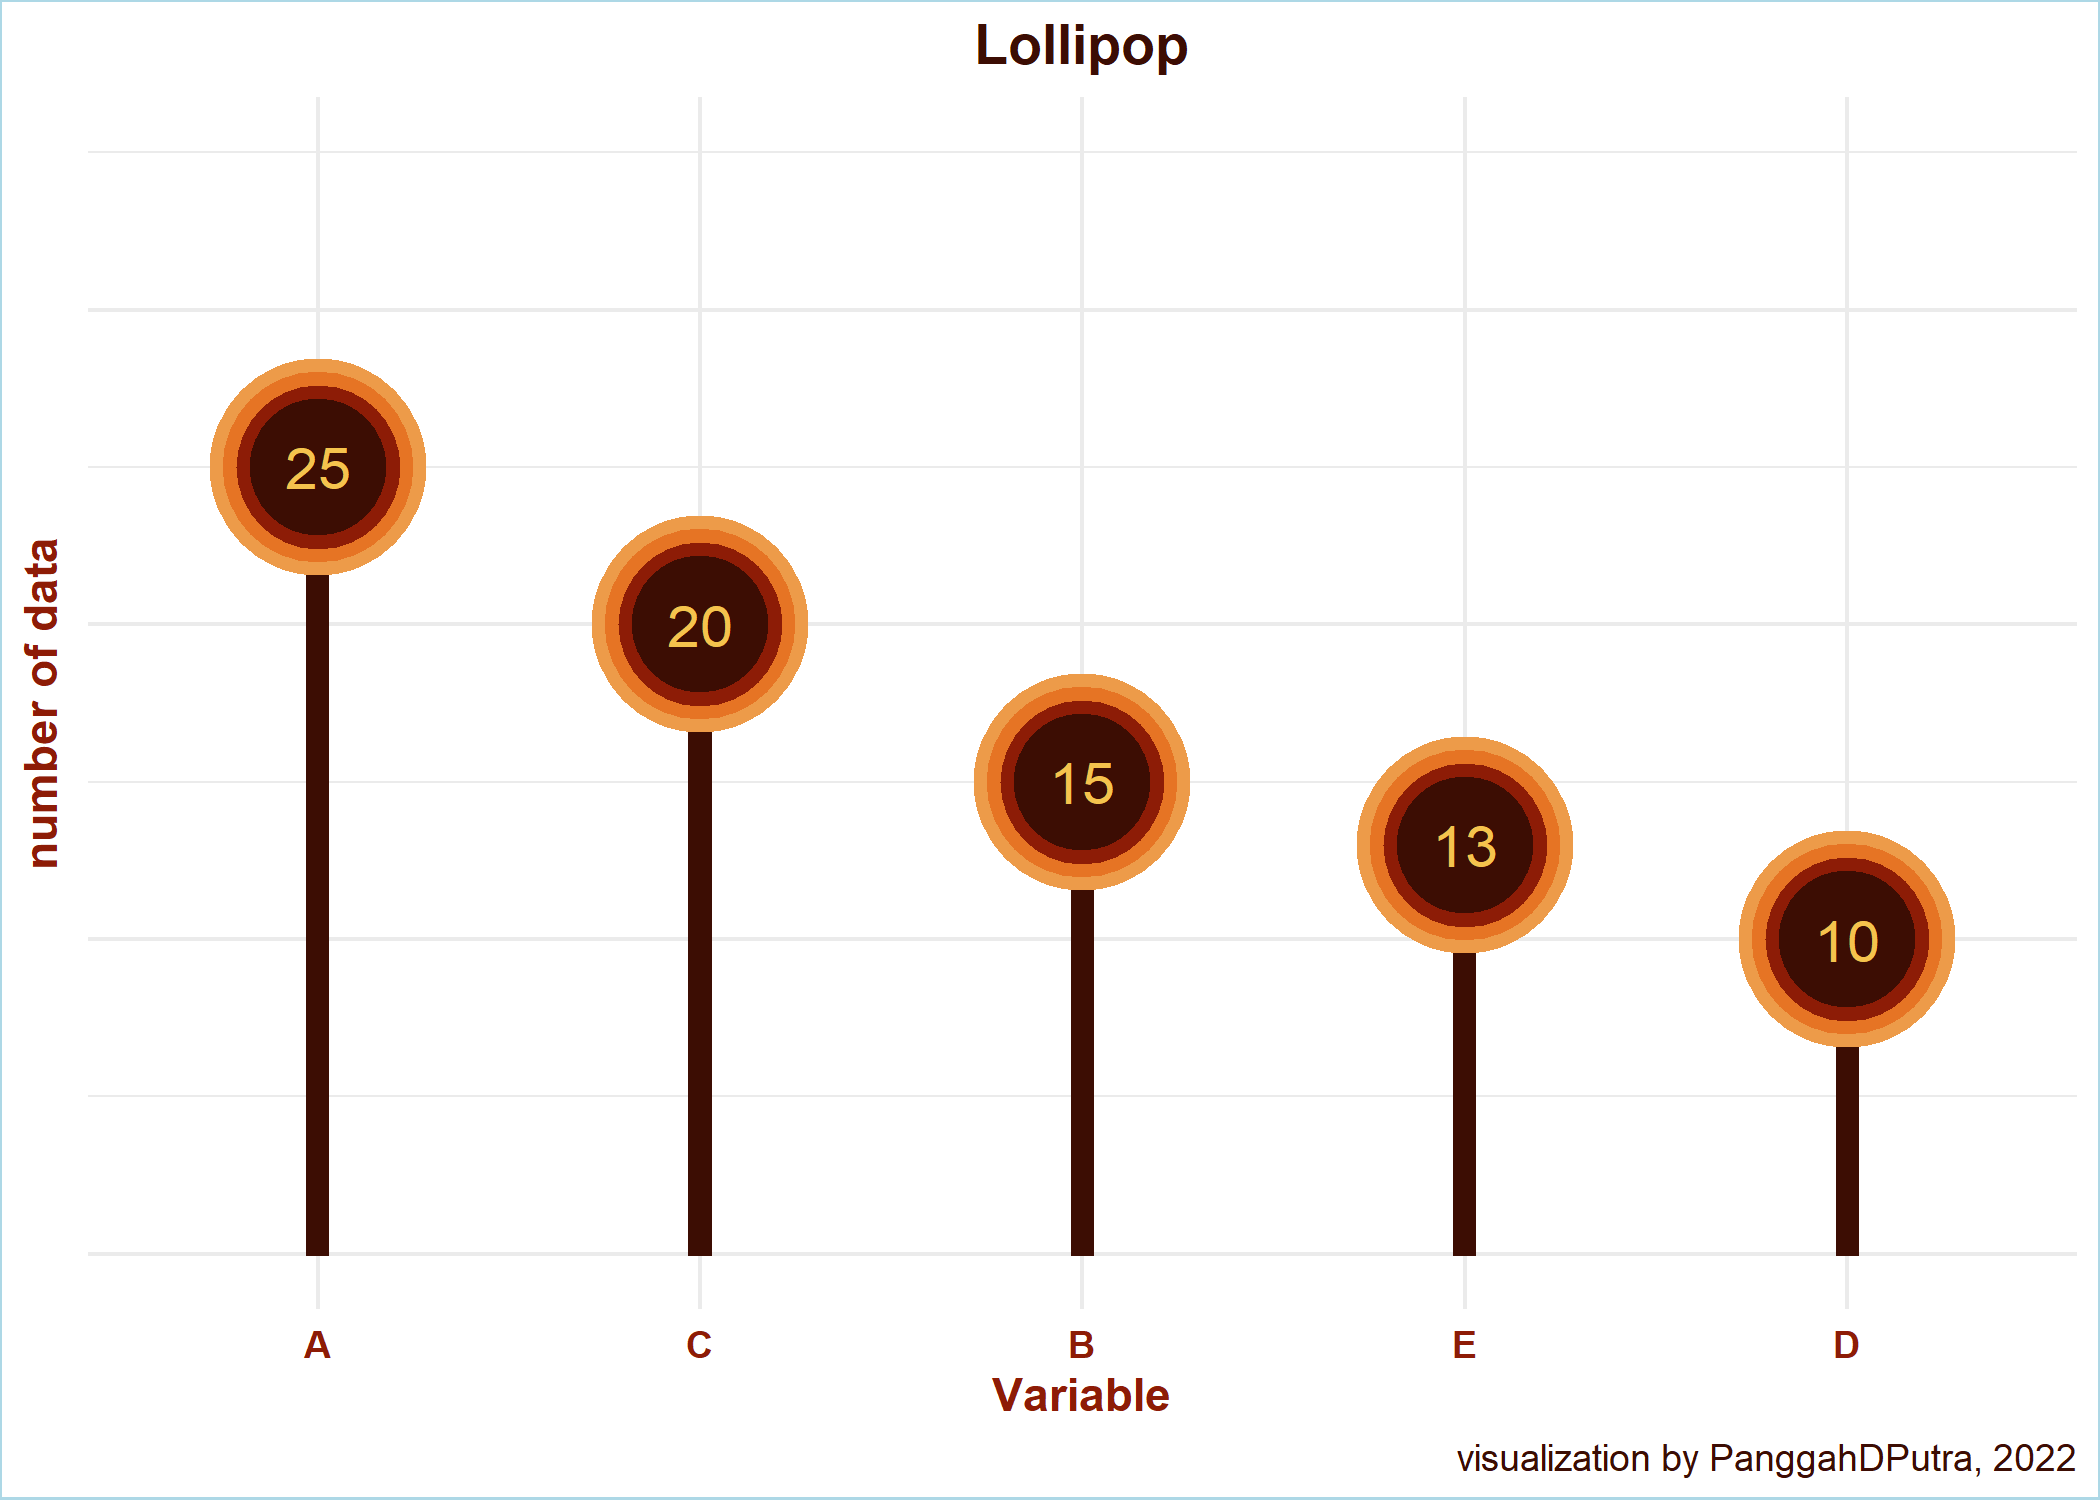 Lollipop
number of data
25
20
15
13
10
A C B E D
Variable
visualization by PanggahDPutra, 2022